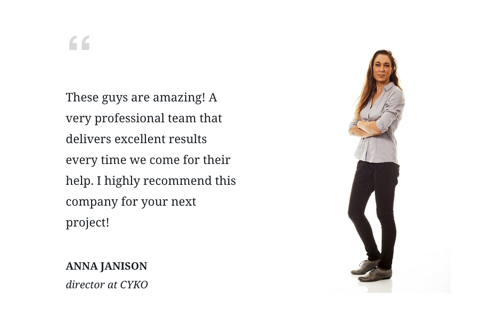 “
These guys are amazing! A
very professional team that
delivers excellent results
every time we come for their
help. I highly recommend this
company for your next
project!
ANNA JANISON
director at CYKO